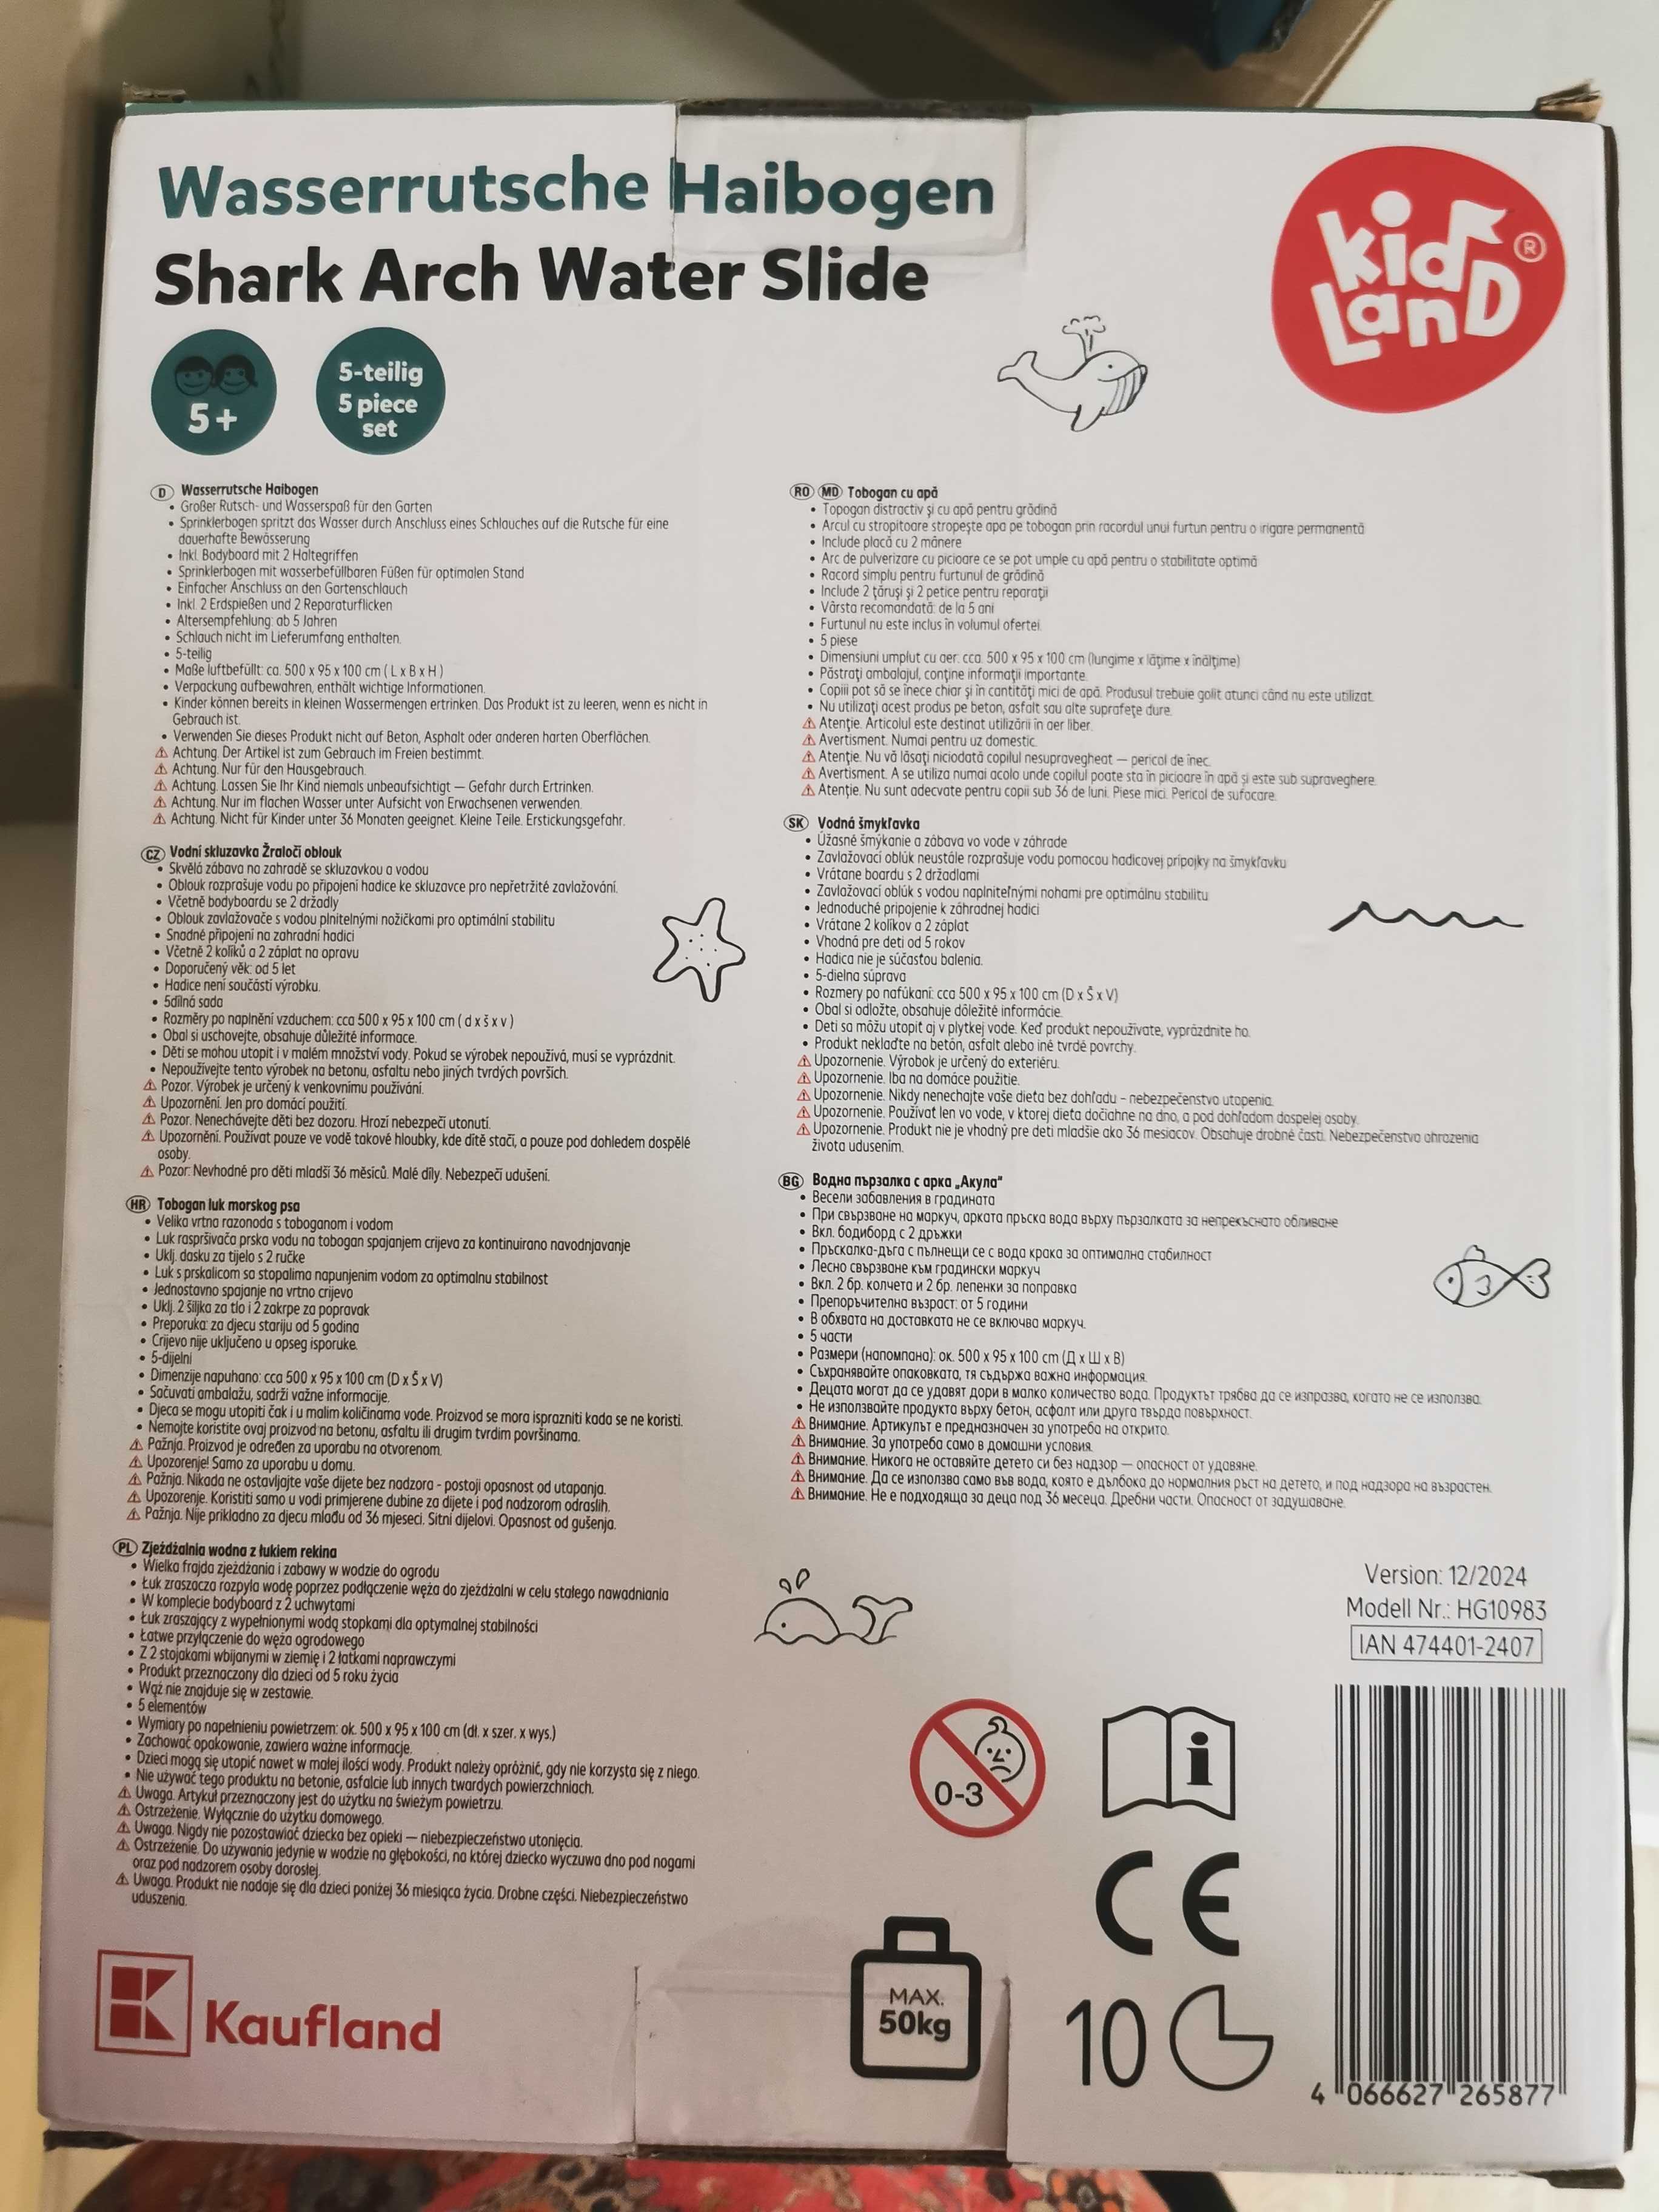 Wasserrutsche Haibogen
Shark Arch Water Slide
kid
Land
®
5+
5-teilig
5 piece
set
D Wasserrutsche Haibogen
• Großer Rutsch- und Wasserspaß für den Garten
• Sprinklerbogen spritzt das Wasser durch Anschluss eines Schlauches auf die Rutsche für eine
dauerhafte Bewässerung
• Inkl. Bodyboard mit 2 Haltegriffen
• Sprinklerbogen mit wasserbefüllbaren Füßen für optimalen Stand
• Einfacher Anschluss an den Gartenschlauch
• Inkl. 2 Erdspießen und 2 Reparaturflicken
• Altersempfehlung: ab 5 Jahren
• Schlauch nicht im Lieferumfang enthalten.
• 5-teilig
• Maße luftbefüllt: ca. 500 x 95 x 100 cm ( L x B x H )
• Verpackung aufbewahren, enthält wichtige Informationen.
• Kinder können bereits in kleinen Wassermengen ertrinken. Das Produkt ist zu leeren, wenn es nicht in
Gebrauch ist.
• Verwenden Sie dieses Produkt nicht auf Beton, Asphalt oder anderen harten Oberflächen.
⚠ Achtung. Der Artikel ist zum Gebrauch im Freien bestimmt.
⚠ Achtung. Nur für den Hausgebrauch.
⚠ Achtung. Lassen Sie Ihr Kind niemals unbeaufsichtigt — Gefahr durch Ertrinken.
⚠ Achtung. Nur im flachen Wasser unter Aufsicht von Erwachsenen verwenden.
⚠ Achtung. Nicht für Kinder unter 36 Monaten geeignet. Kleine Teile. Erstickungsgefahr.
CZ Vodní skluzavka Žraločí oblouk
• Skvělá zábava na zahradě se skluzavkou a vodou
• Oblouk rozprašuje vodu po připojení hadice ke skluzavce pro nepřetržité zavlažování.
• Včetně bodyboardu se 2 držadly
• Oblouk zavlažovače s vodou plnitelnými nožičkami pro optimální stabilitu
• Snadné připojení na zahradní hadici
• Včetně 2 kolíků a 2 záplat na opravu
• Doporučený věk: od 5 let
• Hadice není součástí výrobku.
• 5dílná sada
• Rozměry po naplnění vzduchem: cca 500 x 95 x 100 cm ( d x š x v )
• Obal si uschovejte, obsahuje důležité informace.
• Děti se mohou utopit i v malém množství vody. Pokud se výrobek nepoužívá, musí se vyprázdnit.
• Nepoužívejte tento výrobek na betonu, asfaltu nebo jiných tvrdých površích.
⚠ Pozor. Výrobek je určený k venkovnímu používání.
⚠ Upozornění. Jen pro domácí použití.
⚠ Pozor. Nenechávejte děti bez dozoru. Hrozí nebezpečí utonutí.
⚠ Upozornění. Používat pouze ve vodě takové hloubky, kde dítě stačí, a pouze pod dohledem dospělé
osoby.
⚠ Pozor: Nevhodné pro děti mladší 36 měsíců. Malé díly. Nebezpečí udušení.
HR Tobogan luk morskog psa
• Velika vrtna razonoda s toboganom i vodom
• Luk raspršivača prska vodu na tobogan spajanjem crijeva za kontinuirano navodnjavanje
• Uklj. dasku za tijelo s 2 ručke
• Luk s prskalicom sa stopalima napunjenim vodom za optimalnu stabilnost
• Jednostavno spajanje na vrtno crijevo
• Uklj. 2 šiljka za tlo i 2 zakrpe za popravak
• Preporuka: za djecu stariju od 5 godina
• Crijevo nije uključeno u opseg isporuke.
• 5-dijelni
• Dimenzije napuhano: cca 500 x 95 x 100 cm (D x Š x V)
• Sačuvati ambalažu, sadrži važne informacije.
• Djeca se mogu utopiti čak i u malim količinama vode. Proizvod se mora isprazniti kada se ne koristi.
• Nemojte koristite ovaj proizvod na betonu, asfaltu ili drugim tvrdim površinama.
⚠ Pažnja. Proizvod je određen za uporabu na otvorenom.
⚠ Upozorenje! Samo za uporabu u domu.
⚠ Pažnja. Nikada ne ostavljajte vaše dijete bez nadzora - postoji opasnost od utapanja.
⚠ Upozorenje. Koristiti samo u vodi primjerene dubine za dijete i pod nadzorom odraslih.
⚠ Pažnja. Nije prikladno za djecu mlađu od 36 mjeseci. Sitni dijelovi. Opasnost od gušenja.
PL Zjeżdżalnia wodna z łukiem rekina
• Wielka frajda zjeżdżania i zabawy w wodzie do ogrodu
• Łuk zraszacza rozpyla wodę poprzez podłączenie węża do zjeżdżalni w celu stałego nawadniania
• W komplecie bodyboard z 2 uchwytami
• Łuk zraszający z wypełnionymi wodą stopkami dla optymalnej stabilności
• Łatwe przyłączenie do węża ogrodowego
• Z 2 stojakami wbijanymi w ziemię i 2 łatkami naprawczymi
• Produkt przeznaczony dla dzieci od 5 roku życia
• Wąż nie znajduje się w zestawie.
• 5 elementów
• Wymiary po napełnieniu powietrzem: ok. 500 x 95 x 100 cm (dł. x szer. x wys.)
• Zachować opakowanie, zawiera ważne informacje.
• Dzieci mogą się utopić nawet w małej ilości wody. Produkt należy opróżnić, gdy nie korzysta się z niego.
• Nie używać tego produktu na betonie, asfalcie lub innych twardych powierzchniach.
⚠ Uwaga. Artykuł przeznaczony jest do użytku na świeżym powietrzu.
⚠ Ostrzeżenie. Wyłącznie do użytku domowego.
⚠ Uwaga. Nigdy nie pozostawiać dziecka bez opieki — niebezpieczeństwo utonięcia.
⚠ Ostrzeżenie. Do używania jedynie w wodzie na głębokości, na której dziecko wyczuwa dno pod nogami
oraz pod nadzorem osoby dorosłej.
⚠ Uwaga. Produkt nie nadaje się dla dzieci poniżej 36 miesiąca życia. Drobne części. Niebezpieczeństwo
uduszenia.
RO MD Tobogan cu apă
• Topogan distractiv și cu apă pentru grădină
• Arcul cu stropitoare stropește apa pe tobogan prin racordul unui furtun pentru o irigare permanentă
• Include placă cu 2 mânere
• Arc de pulverizare cu picioare ce se pot umple cu apă pentru o stabilitate optimă
• Racord simplu pentru furtunul de grădină
• Include 2 țăruși și 2 petice pentru reparații
• Vârsta recomandată: de la 5 ani
• Furtunul nu este inclus în volumul ofertei.
• 5 piese
• Dimensiuni umplut cu aer: cca. 500 x 95 x 100 cm (lungime x lățime x înălțime)
• Păstrați ambalajul, conține informații importante.
• Copiii pot să se înece chiar și în cantități mici de apă. Produsul trebuie golit atunci când nu este utilizat.
• Nu utilizați acest produs pe beton, asfalt sau alte suprafețe dure.
⚠ Atenție. Articolul este destinat utilizării în aer liber.
⚠ Avertisment. Numai pentru uz domestic.
⚠ Atenție. Nu vă lăsați niciodată copilul nesupravegheat — pericol de înec.
⚠ Avertisment. A se utiliza numai acolo unde copilul poate sta în picioare în apă și este sub supraveghere.
⚠ Atenție. Nu sunt adecvate pentru copii sub 36 de luni. Piese mici. Pericol de sufocare.
SK Vodná šmykľavka
• Úžasné šmýkanie a zábava vo vode v záhrade
• Zavlažovací oblúk neustále rozprašuje vodu pomocou hadicovej prípojky na šmykľavku
• Vrátane boardu s 2 držadlami
• Zavlažovací oblúk s vodou naplniteľnými nohami pre optimálnu stabilitu
• Jednoduché pripojenie k záhradnej hadici
• Vrátane 2 kolíkov a 2 záplat
• Vhodná pre deti od 5 rokov
• Hadica nie je súčasťou balenia.
• 5-dielna súprava
• Rozmery po nafúkaní: cca 500 x 95 x 100 cm (D x Š x V)
• Obal si odložte, obsahuje dôležité informácie.
• Deti sa môžu utopiť aj v plytkej vode. Keď produkt nepoužívate, vyprázdnite ho.
• Produkt neklaďte na betón, asfalt alebo iné tvrdé povrchy.
⚠ Upozornenie. Výrobok je určený do exteriéru.
⚠ Upozornenie. Iba na domáce použitie.
⚠ Upozornenie. Nikdy nenechajte vaše dieťa bez dohľadu – nebezpečenstvo utopenia.
⚠ Upozornenie. Používať len vo vode, v ktorej dieťa dočiahne na dno, a pod dohľadom dospelej osoby.
⚠ Upozornenie. Produkt nie je vhodný pre deti mladšie ako 36 mesiacov. Obsahuje drobné časti. Nebezpečenstvo ohrozenia
života udusením.
BG Водна пързалка с арка „Акула“
• Весели забавления в градината
• При свързване на маркуч, арката пръска вода върху пързалката за непрекъснато обливане
• Вкл. бодиборд с 2 дръжки
• Пръскалка-дъга с пълнещи се с вода крака за оптимална стабилност
• Лесно свързване към градински маркуч
• Вкл. 2 бр. колчета и 2 бр. лепенки за поправка
• Препоръчителна възраст: от 5 години
• В обхвата на доставката не се включва маркуч.
• 5 части
• Размери (напомпана): ок. 500 x 95 x 100 cm (Д x Ш x В)
• Съхранявайте опаковката, тя съдържа важна информация.
• Децата могат да се удавят дори в малко количество вода. Продуктът трябва да се изпразва, когато не се използва.
• Не използвайте продукта върху бетон, асфалт или друга твърда повърхност.
⚠ Внимание. Артикулът е предназначен за употреба на открито.
⚠ Внимание. За употреба само в домашни условия.
⚠ Внимание. Никога не оставяйте детето си без надзор — опасност от удавяне.
⚠ Внимание. Да се използва само във вода, която е дълбока до нормалния ръст на детето, и под надзора на възрастен.
⚠ Внимание. Не е подходяща за деца под 36 месеца. Дребни части. Опасност от задушаване.
Version: 12/2024
Modell Nr.: HG10983
IAN 474401-2407
0-3
i
CE
MAX.
50kg
10
4 066627 265877
Kaufland